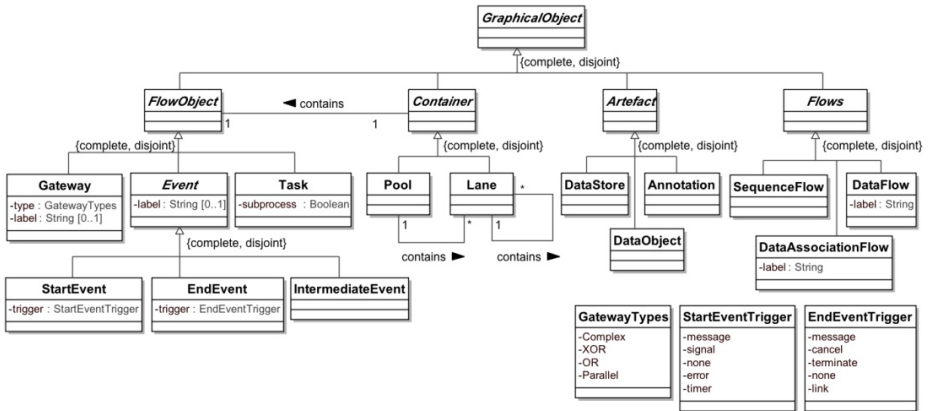 GraphicalObject
{complete, disjoint}
FlowObject
◄ contains
1
1
Container
Artefact
Flows
{complete, disjoint}
{complete, disjoint}
{complete, disjoint}
{complete, disjoint}
Gateway
-type : GatewayTypes
-label : String [0..1]
Event
-label : String [0..1]
Task
-subprocess : Boolean
Pool
Lane
*
1
*
1
contains ►
contains ►
DataStore
Annotation
DataObject
SequenceFlow
DataFlow
-label : String
DataAssociationFlow
-label : String
{complete, disjoint}
StartEvent
-trigger : StartEventTrigger
EndEvent
-trigger : EndEventTrigger
IntermediateEvent
GatewayTypes
-Complex
-XOR
-OR
-Parallel
StartEventTrigger
-message
-signal
-none
-error
-timer
EndEventTrigger
-message
-cancel
-terminate
-none
-link